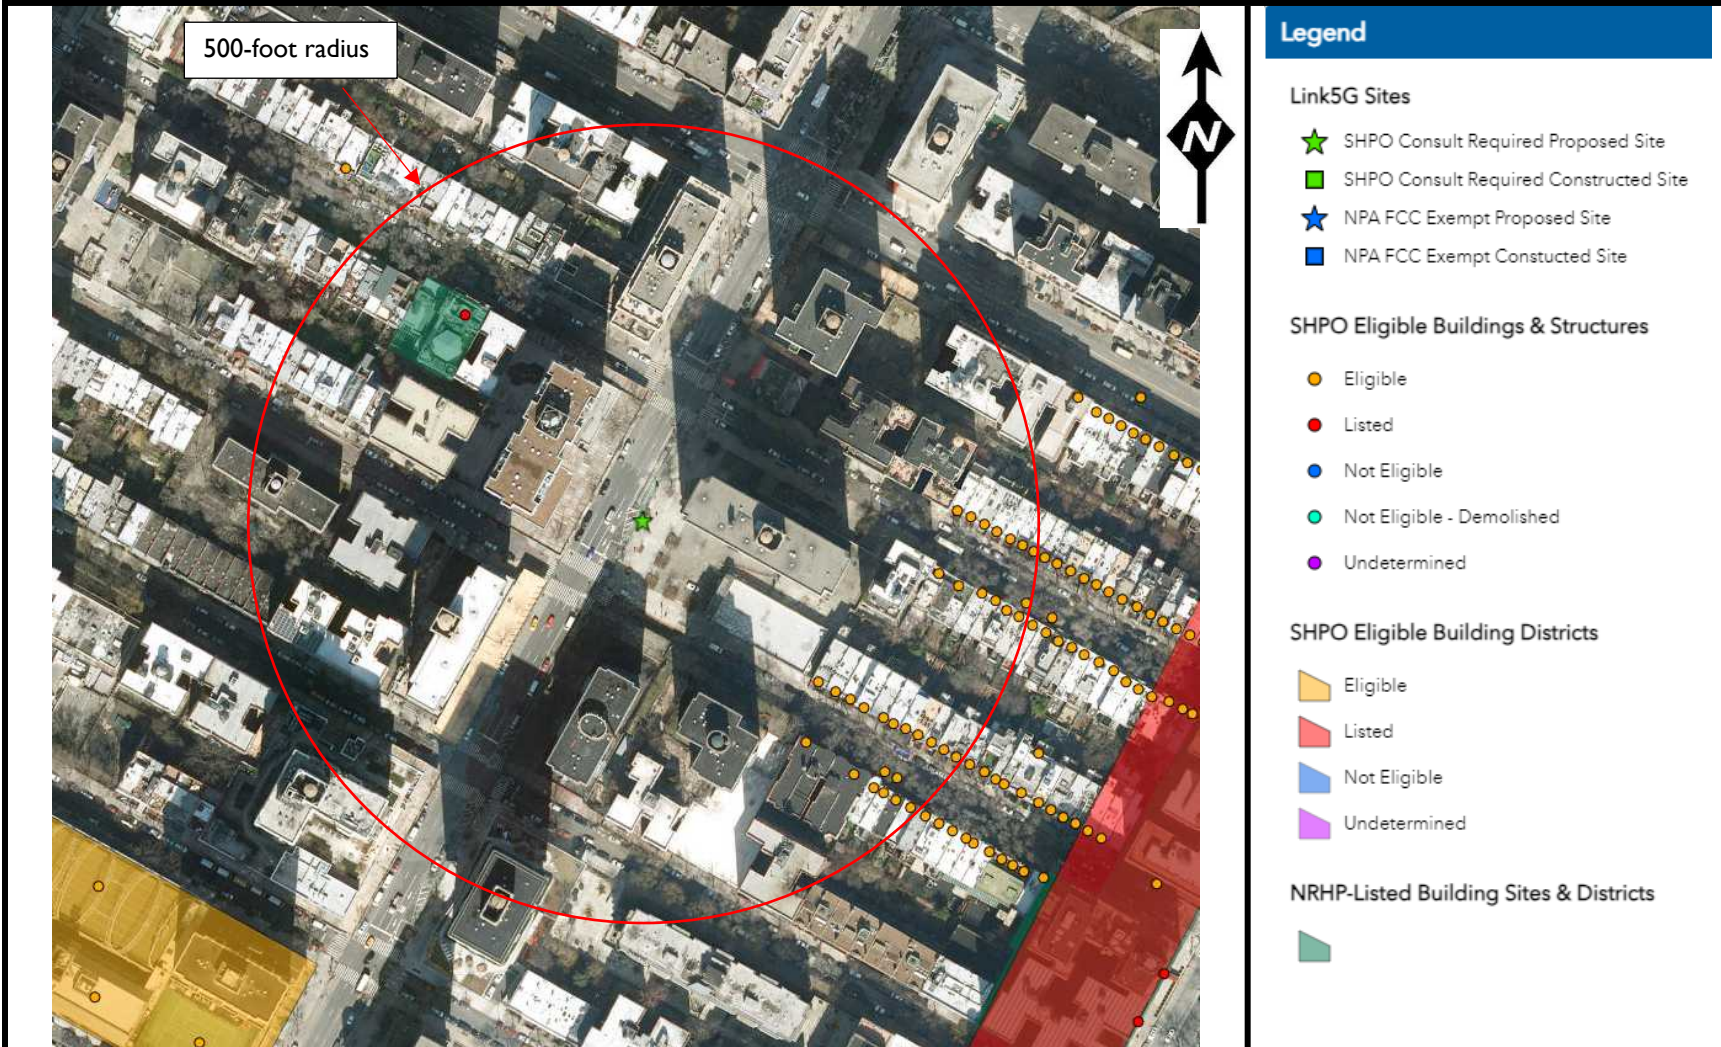 500-foot radius
N
Legend
Link5G Sites
SHPO Consult Required Proposed Site
SHPO Consult Required Constructed Site
NPA FCC Exempt Proposed Site
NPA FCC Exempt Constucted Site
SHPO Eligible Buildings & Structures
Eligible
Listed
Not Eligible
Not Eligible - Demolished
Undetermined
SHPO Eligible Building Districts
Eligible
Listed
Not Eligible
Undetermined
NRHP-Listed Building Sites & Districts